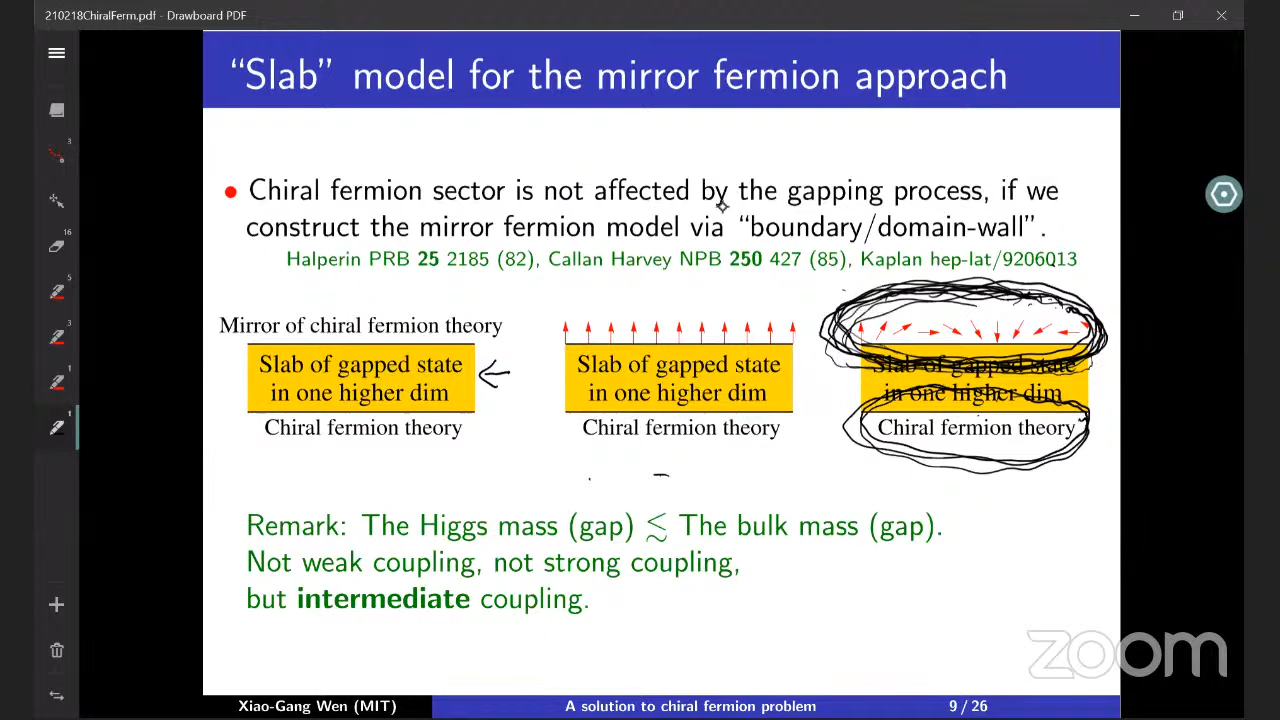 210218ChiralFerm.pdf - Drawboard PDF
“Slab” model for the mirror fermion approach
Chiral fermion sector is not affected by the gapping process, if we
construct the mirror fermion model via “boundary/domain-wall”.
Halperin PRB 25 2185 (82), Callan Harvey NPB 250 427 (85), Kaplan hep-lat/9206013
Mirror of chiral fermion theory
Slab of gapped state
in one higher dim
Chiral fermion theory
Slab of gapped state
in one higher dim
Chiral fermion theory
Slab of gapped state
in one higher dim
Chiral fermion theory
Remark: The Higgs mass (gap) ≲ The bulk mass (gap).
Not weak coupling, not strong coupling,
but intermediate coupling.
Xiao-Gang Wen (MIT) A solution to chiral fermion problem 9 / 26
3
16
5
3
1
1
zoom